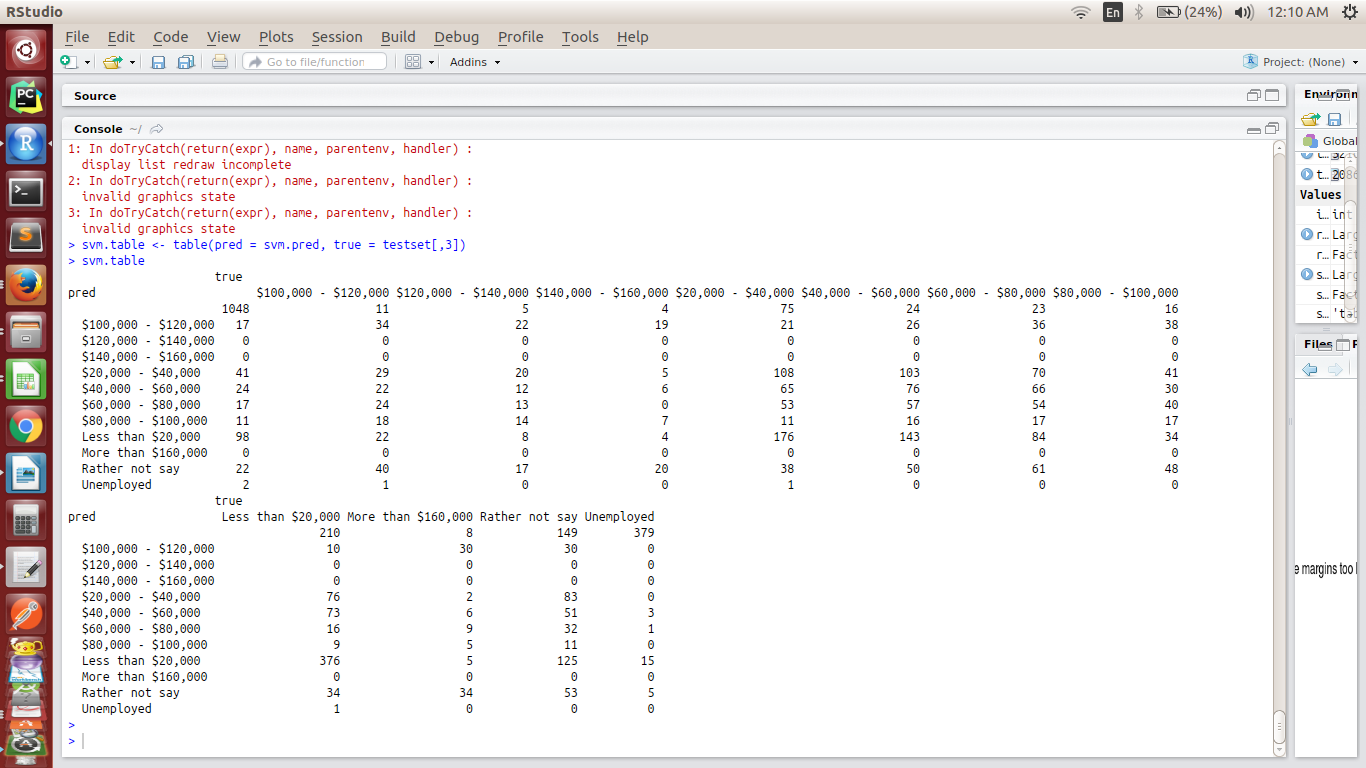 RStudio
En
(24%)
12:10 AM
File Edit Code View Plots Session Build Debug Profile Tools Help
Go to file/function
Addins
Project: (None)
Source
Console ~/
1: In doTryCatch(return(expr), name, parentenv, handler) :
  display list redraw incomplete
2: In doTryCatch(return(expr), name, parentenv, handler) :
  invalid graphics state
3: In doTryCatch(return(expr), name, parentenv, handler) :
  invalid graphics state
> svm.table <- table(pred = svm.pred, true = testset[,3])
> svm.table
true
pred $100,000 - $120,000 $120,000 - $140,000 $140,000 - $160,000 $20,000 - $40,000 $40,000 - $60,000 $60,000 - $80,000 $80,000 - $100,000
1048 11 5 4 75 24 23 16
$100,000 - $120,000 17 34 22 19 21 26 36 38
$120,000 - $140,000 0 0 0 0 0 0 0 0
$140,000 - $160,000 0 0 0 0 0 0 0 0
$20,000 - $40,000 41 29 20 5 108 103 70 41
$40,000 - $60,000 24 22 12 6 65 76 66 30
$60,000 - $80,000 17 24 13 0 53 57 54 40
$80,000 - $100,000 11 18 14 7 11 16 17 17
Less than $20,000 98 22 8 4 176 143 84 34
More than $160,000 0 0 0 0 0 0 0 0
Rather not say 22 40 17 20 38 50 61 48
Unemployed 2 1 0 0 1 0 0 0
true
pred Less than $20,000 More than $160,000 Rather not say Unemployed
210 8 149 379
$100,000 - $120,000 10 30 30 0
$120,000 - $140,000 0 0 0 0
$140,000 - $160,000 0 0 0 0
$20,000 - $40,000 76 2 83 0
$40,000 - $60,000 73 6 51 3
$60,000 - $80,000 16 9 32 1
$80,000 - $100,000 9 5 11 0
Less than $20,000 376 5 125 15
More than $160,000 0 0 0 0
Rather not say 34 34 53 5
Unemployed 1 0 0 0
>
>
Global
t... 2086
Values
i... int
r... Larg
r... Fact
s... Larg
s... Fact
s... 'tab
Files
e margins too l
PC
R
S